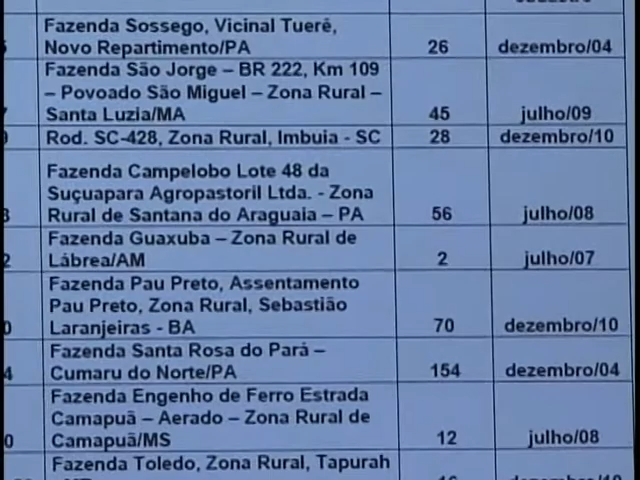 Fazenda Sossego, Vicinal Tuerê,
Novo Repartimento/PA 26 dezembro/04
Fazenda São Jorge – BR 222, Km 109
– Povoado São Miguel – Zona Rural –
Santa Luzia/MA 45 julho/09
Rod. SC-428, Zona Rural, Imbuia - SC 28 dezembro/10
Fazenda Campelobo Lote 48 da
Suçuapara Agropastoril Ltda. - Zona
Rural de Santana do Araguaia – PA 56 julho/08
Fazenda Guaxuba – Zona Rural de
Lábrea/AM 2 julho/07
Fazenda Pau Preto, Assentamento
Pau Preto, Zona Rural, Sebastião
Laranjeiras - BA 70 dezembro/10
Fazenda Santa Rosa do Pará –
Cumaru do Norte/PA 154 dezembro/04
Fazenda Engenho de Ferro Estrada
Camapuã – Aerado – Zona Rural de
Camapuã/MS 12 julho/08
Fazenda Toledo, Zona Rural, Tapurah